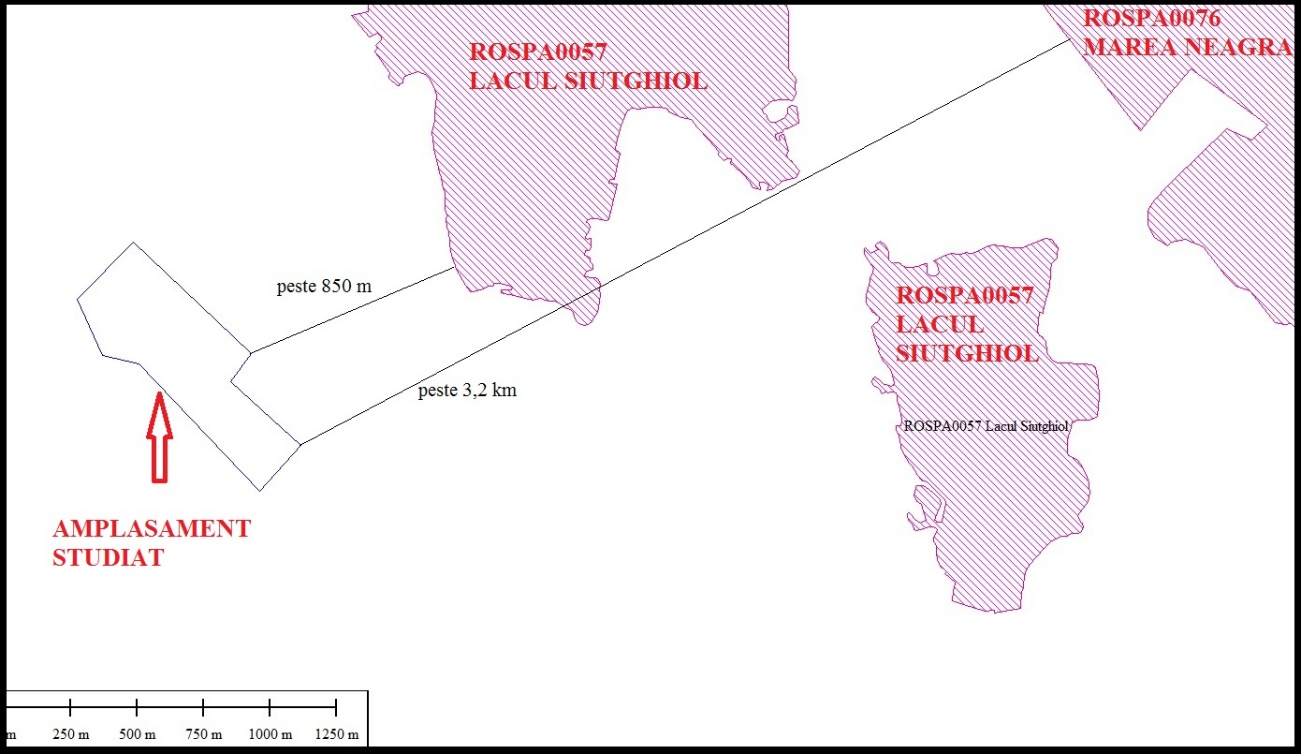 ROSPA0057
LACUL SIUTGHIOL
ROSPA0076
MAREA NEAGRA
peste 850 m
peste 3,2 km
ROSPA0057
LACUL
SIUTGHIOL
ROSPA0057 Lacul Siutghiol
AMPLASAMENT
STUDIAT
m 250 m 500 m 750 m 1000 m 1250 m